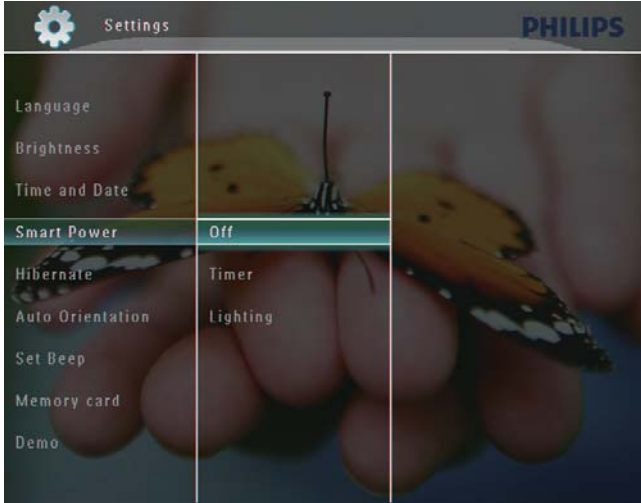 Settings
PHILIPS
Language
Brightness
Time and Date
Smart Power
Off
Hibernate
Timer
Auto Orientation
Lighting
Set Beep
Memory card
Demo